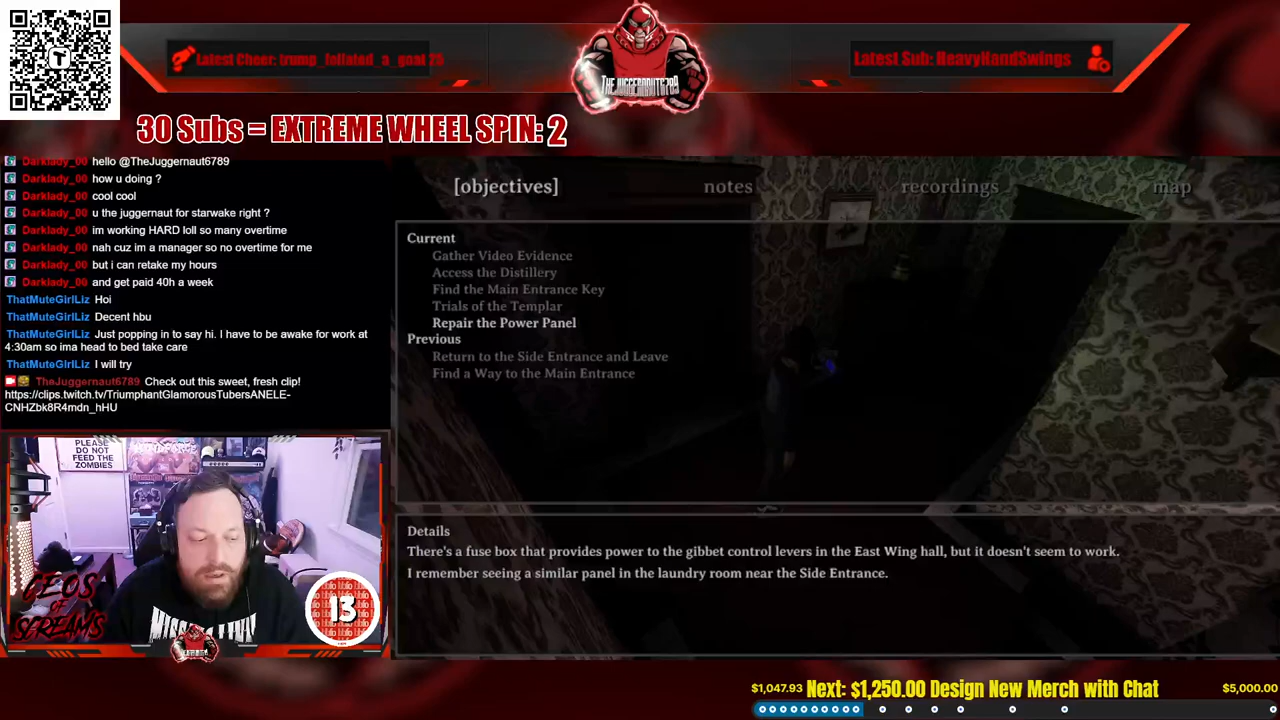 Latest Cheer: trump_fellated_a_goat 25
THEJUGGERNAUT6789
Latest Sub: HeavyHandSwings
30 Subs = EXTREME WHEEL SPIN: 2
Darklady_00 hello @TheJuggernaut6789
Darklady_00 how u doing ?
Darklady_00 cool cool
Darklady_00 u the juggernaut for starwake right ?
Darklady_00 im working HARD loll so many overtime
Darklady_00 nah cuz im a manager so no overtime for me
Darklady_00 but i can retake my hours
Darklady_00 and get paid 40h a week
ThatMuteGirlLiz Hoi
ThatMuteGirlLiz Decent hbu
ThatMuteGirlLiz Just popping in to say hi. I have to be awake for work at
4:30am so ima head to bed take care
ThatMuteGirlLiz I will try
TheJuggernaut6789 Check out this sweet, fresh clip!
https://clips.twitch.tv/TriumphantGlamorousTubersANELE-
CNHZbk8R4mdn_hHU
[objectives]
notes
recordings
map
Current
Gather Video Evidence
Access the Distillery
Find the Main Entrance Key
Trials of the Templar
Repair the Power Panel
Previous
Return to the Side Entrance and Leave
Find a Way to the Main Entrance
Details
There's a fuse box that provides power to the gibbet control levers in the East Wing hall, but it doesn't seem to work.
I remember seeing a similar panel in the laundry room near the Side Entrance.
PLEASE
DO NOT
FEED THE
ZOMBIES
GEOS
OF
SCREAMS
13
$1,047.93 Next: $1,250.00 Design New Merch with Chat $5,000.00